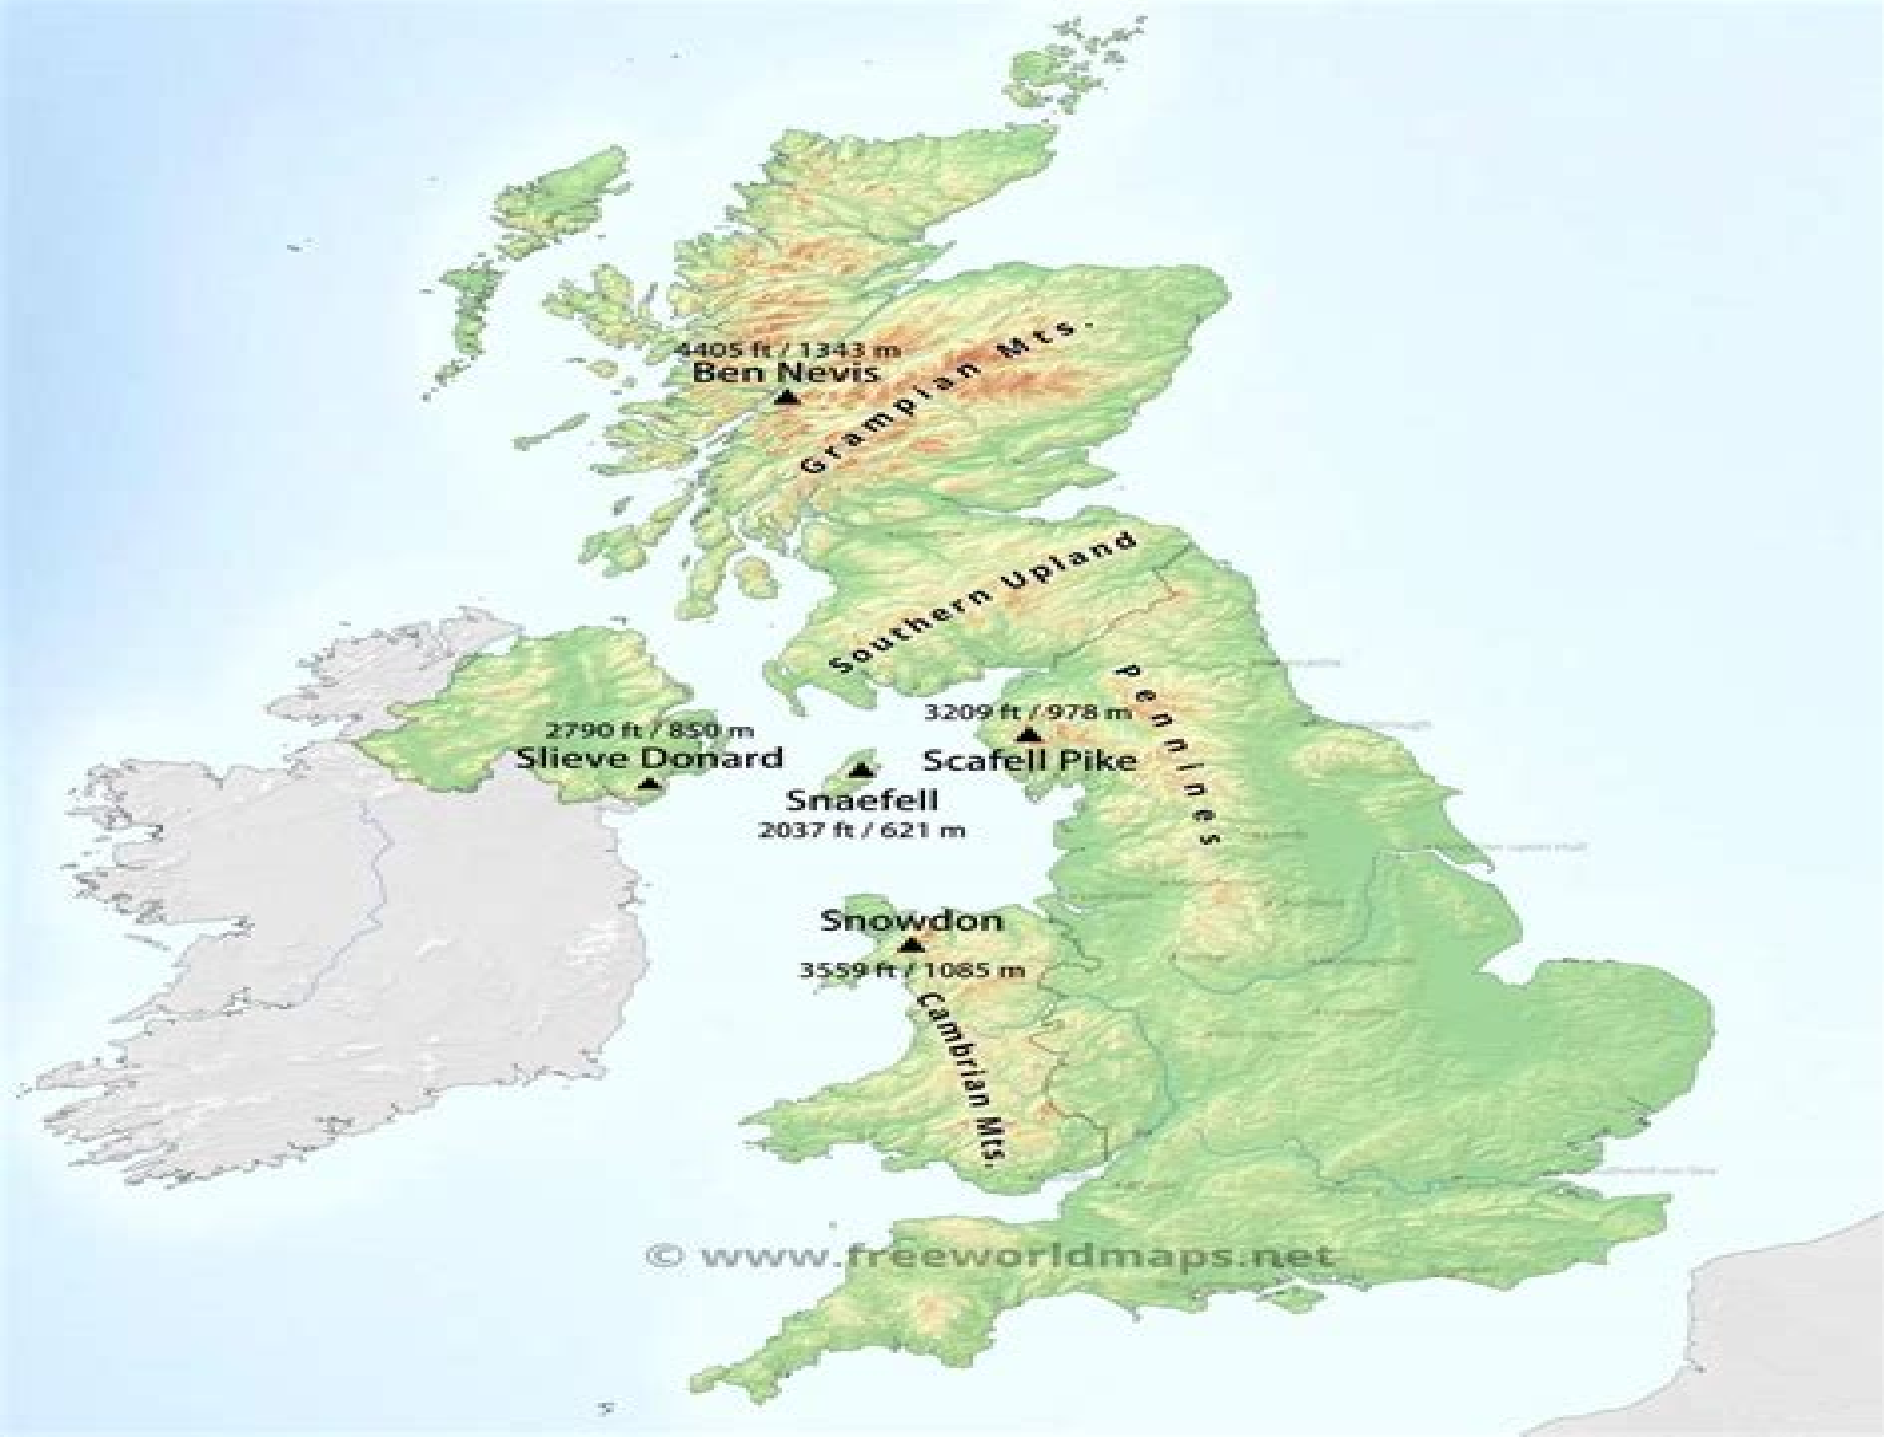 4405 ft / 1343 m
Ben Nevis
Grampian Mts.
Southern Upland
Pennines
2790 ft / 850 m
Slieve Donard
3209 ft / 978 m
Scafell Pike
Snaefell
2037 ft / 621 m
Snowdon
3559 ft / 1085 m
Cambrian Mts.
© www.freeworldmaps.net